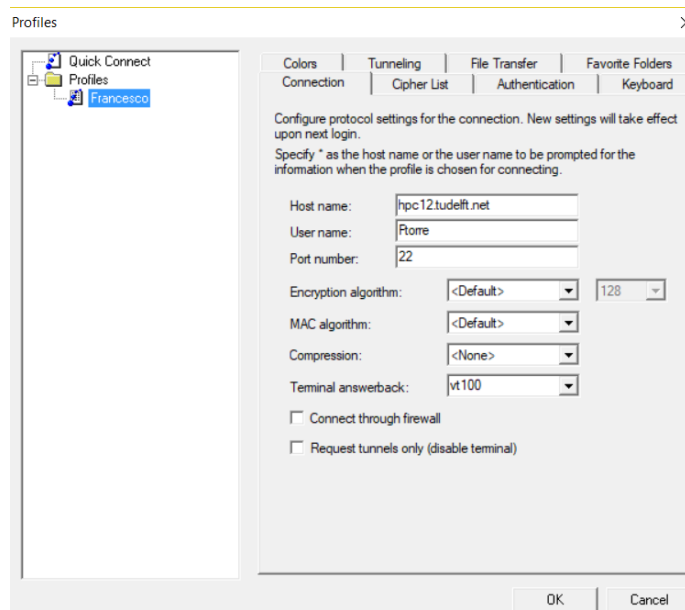 Profiles
Quick Connect
Profiles
Francesco
Colors
Tunneling
File Transfer
Favorite Folders
Connection
Cipher List
Authentication
Keyboard
Configure protocol settings for the connection. New settings will take effect
upon next login.
Specify * as the host name or the user name to be prompted for the
information when the profile is chosen for connecting.
Host name:
hpc12.tudelft.net
User name:
Ftorre
Port number:
22
Encryption algorithm:
<Default>
128
MAC algorithm:
<Default>
Compression:
<None>
Terminal answerback:
vt100
Connect through firewall
Request tunnels only (disable terminal)
OK
Cancel